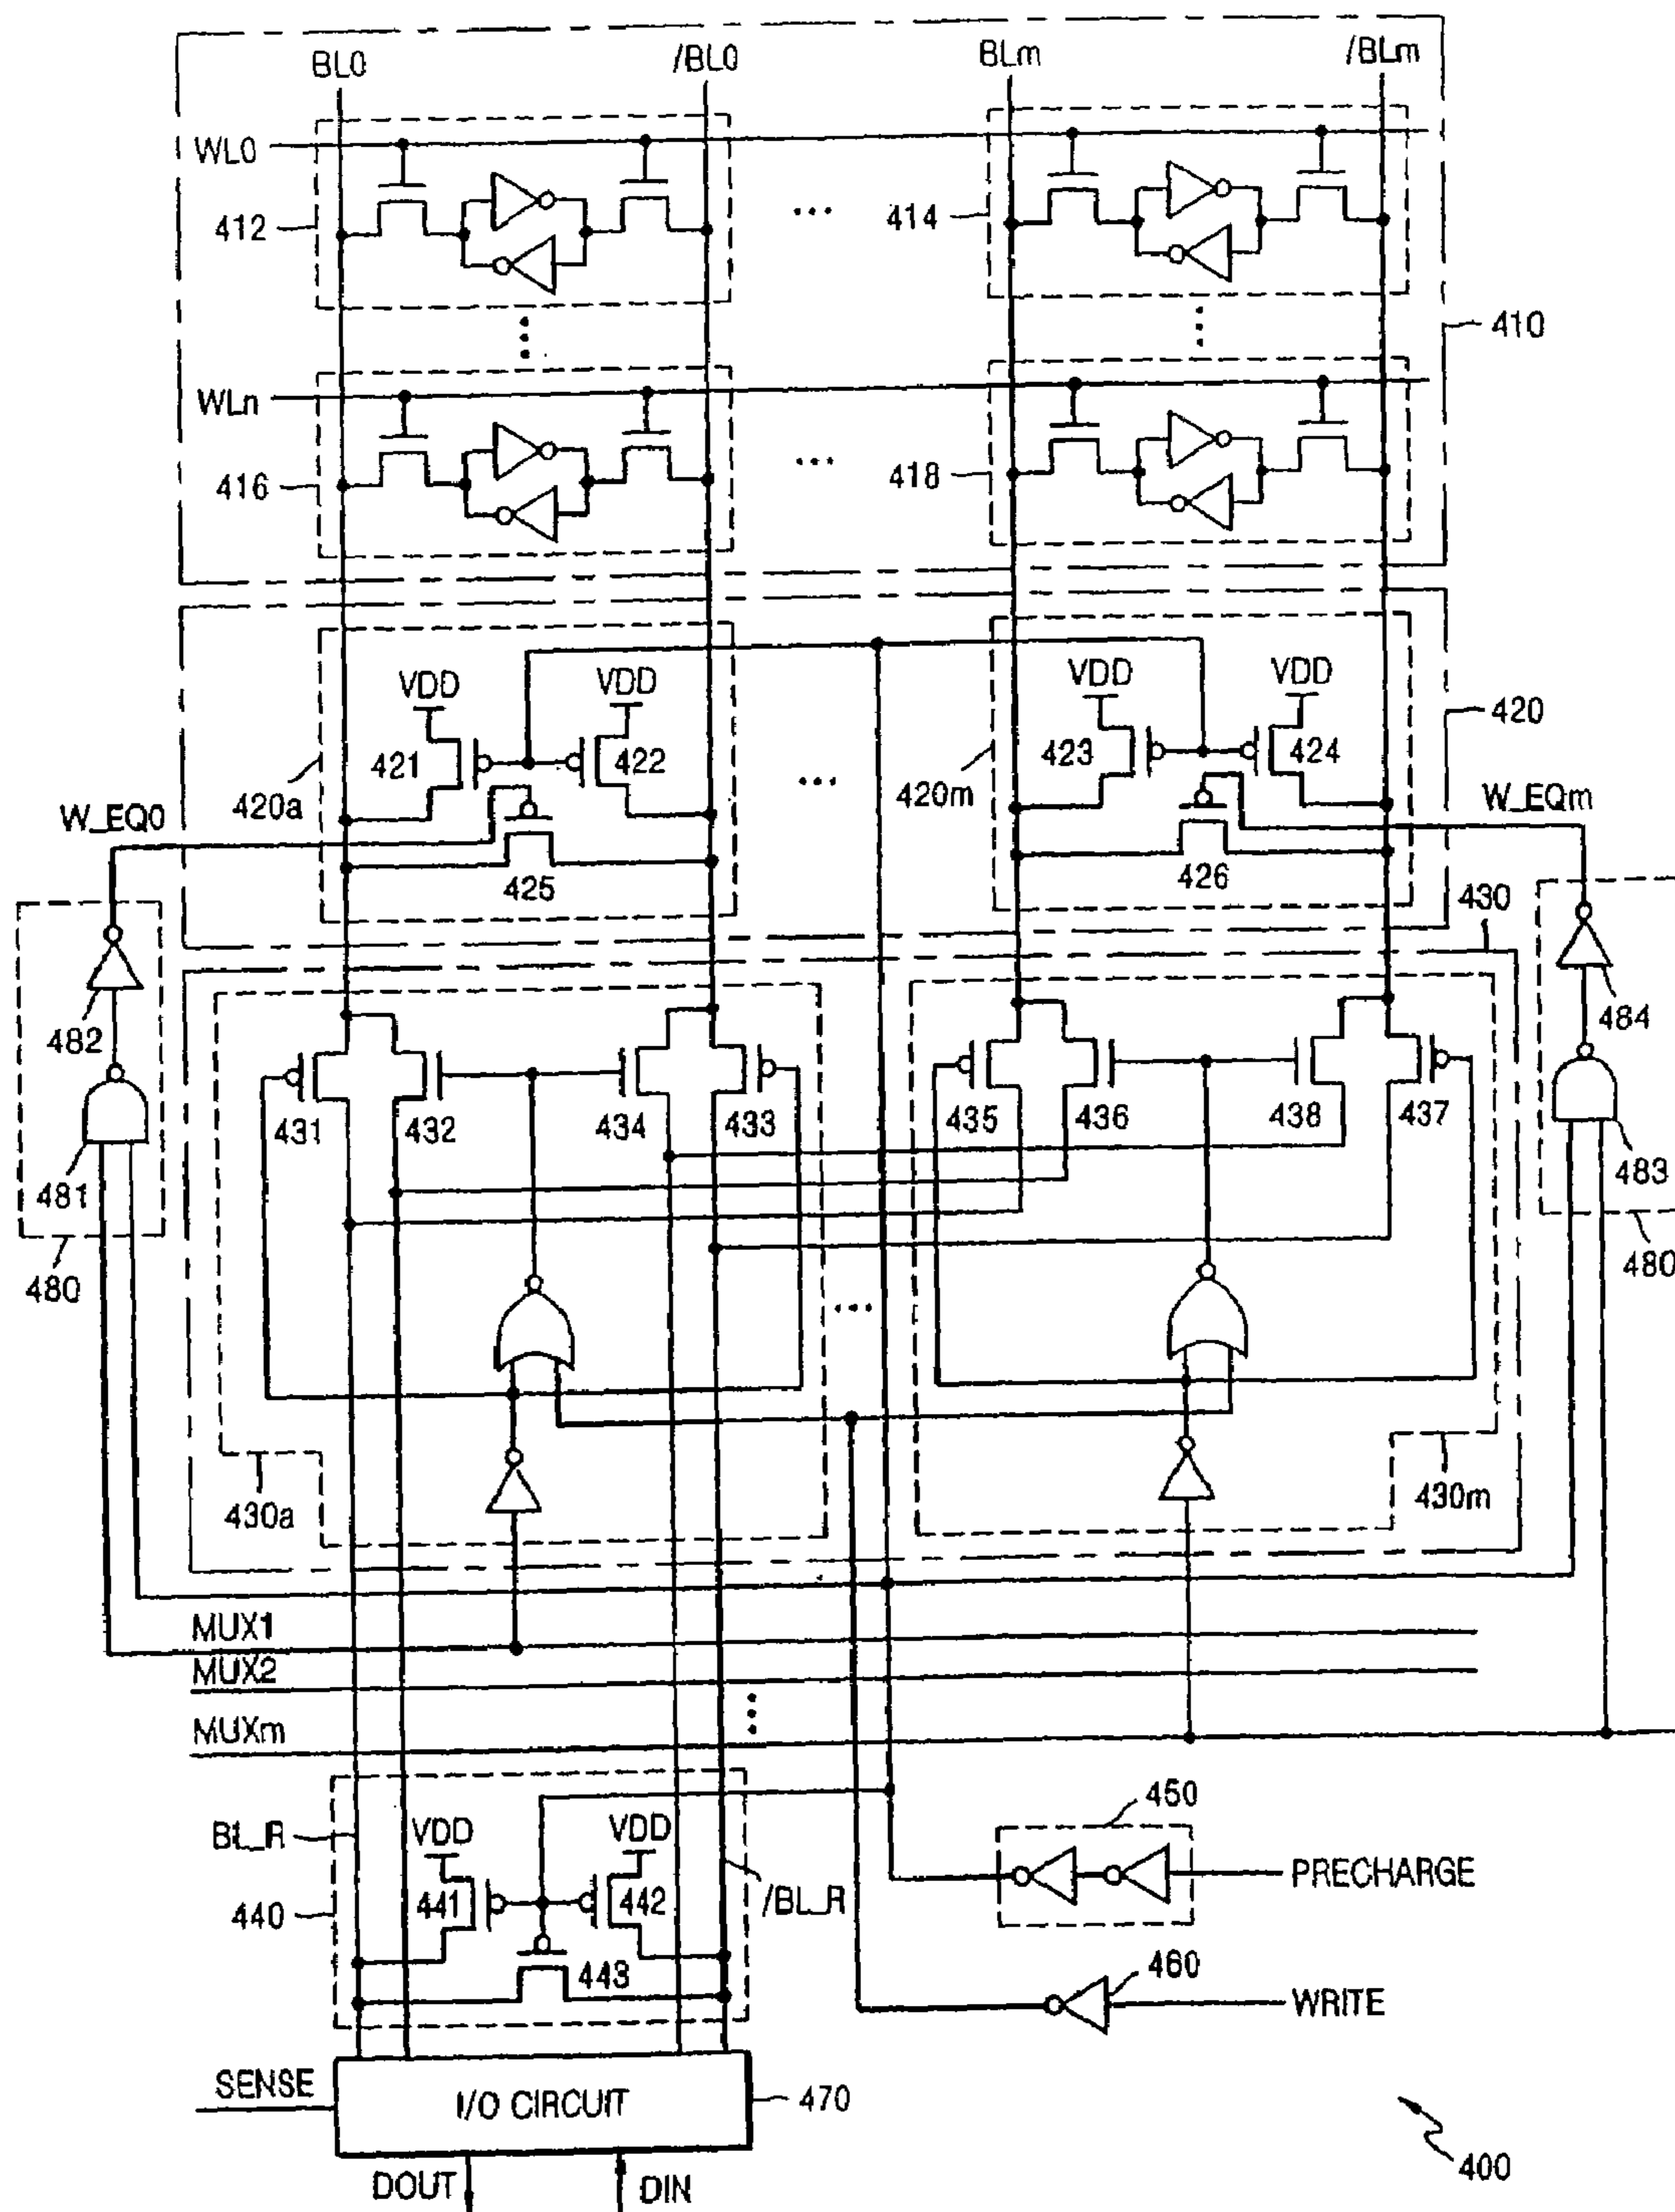 BL0 /BL0 BLm /BLm
WL0
412 414
410
WLn
416 418
VDD VDD VDD VDD
420
421 422 423 424
420a 420m
W_EQ0 W_EQm
425 426
430
482 484
431 432 434 433 435 436 438 437
481 483
480 480
430a 430m
MUX1
MUX2
MUXm
450
BL_R VDD VDD
PRECHARGE
441 442 /BL_R
440
443 460
WRITE
SENSE
I/O CIRCUIT 470
400
DOUT DIN